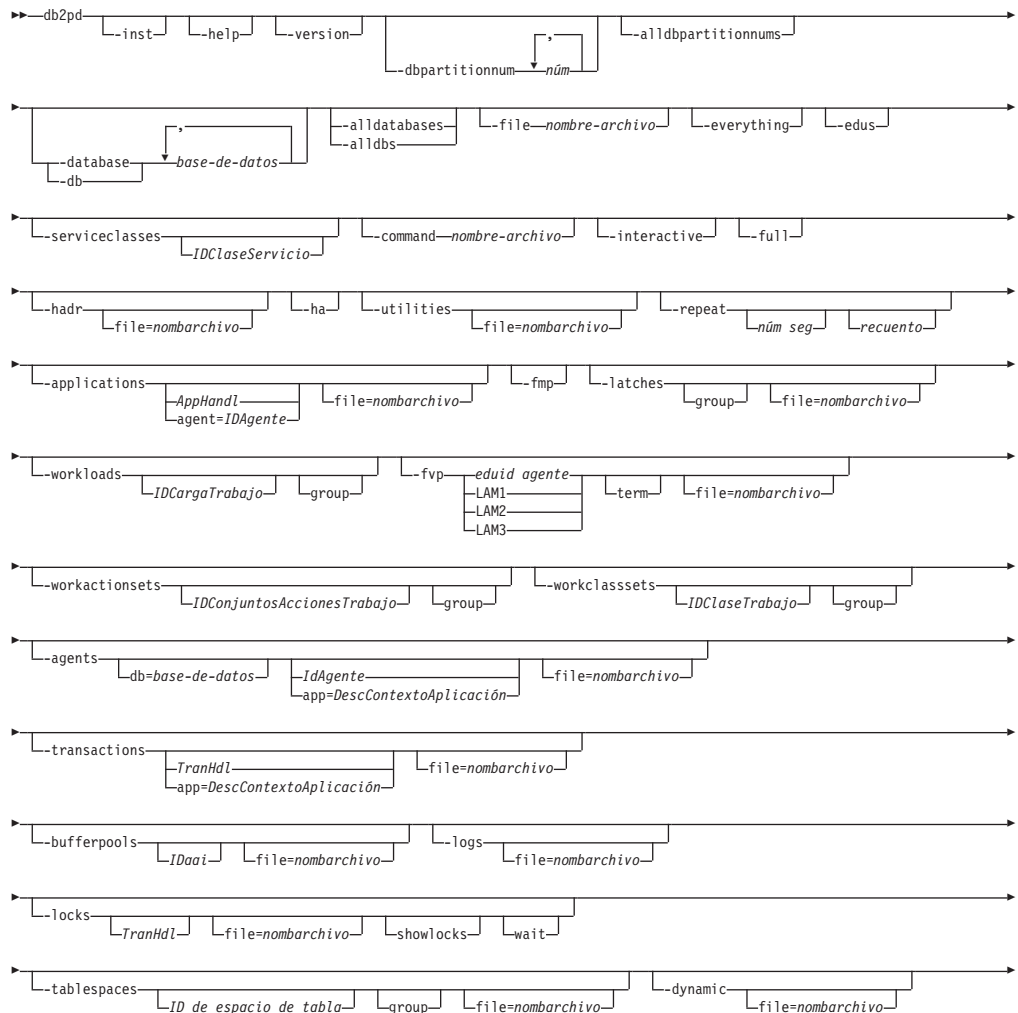 db2pd -inst -help -version -dbpartitionnum , núm -alldbpartitionnums
-database -db , base-de-datos -alldatabases -alldbs -file nombre-archivo -everything -edus
-serviceclasses IDClaseServicio -command nombre-archivo -interactive -full
-hadr file=nombarchivo -ha -utilities file=nombarchivo -repeat núm seg recuento
-applications AppHandl agent=IDAgente file=nombarchivo -fmp -latches group file=nombarchivo
-workloads IDCargaTrabajo group -fvp eduid agente LAM1 LAM2 LAM3 term file=nombarchivo
-workactionsets IDConjuntosAccionesTrabajo group -workclasssets IDClaseTrabajo group
-agents db=base-de-datos IdAgente app=DescContextoAplicación file=nombarchivo
-transactions TranHdl app=DescContextoAplicación file=nombarchivo
-bufferpools IDaai file=nombarchivo -logs file=nombarchivo
-locks TranHdl file=nombarchivo showlocks wait
-tablespaces ID de espacio de tabla group file=nombarchivo -dynamic file=nombarchivo